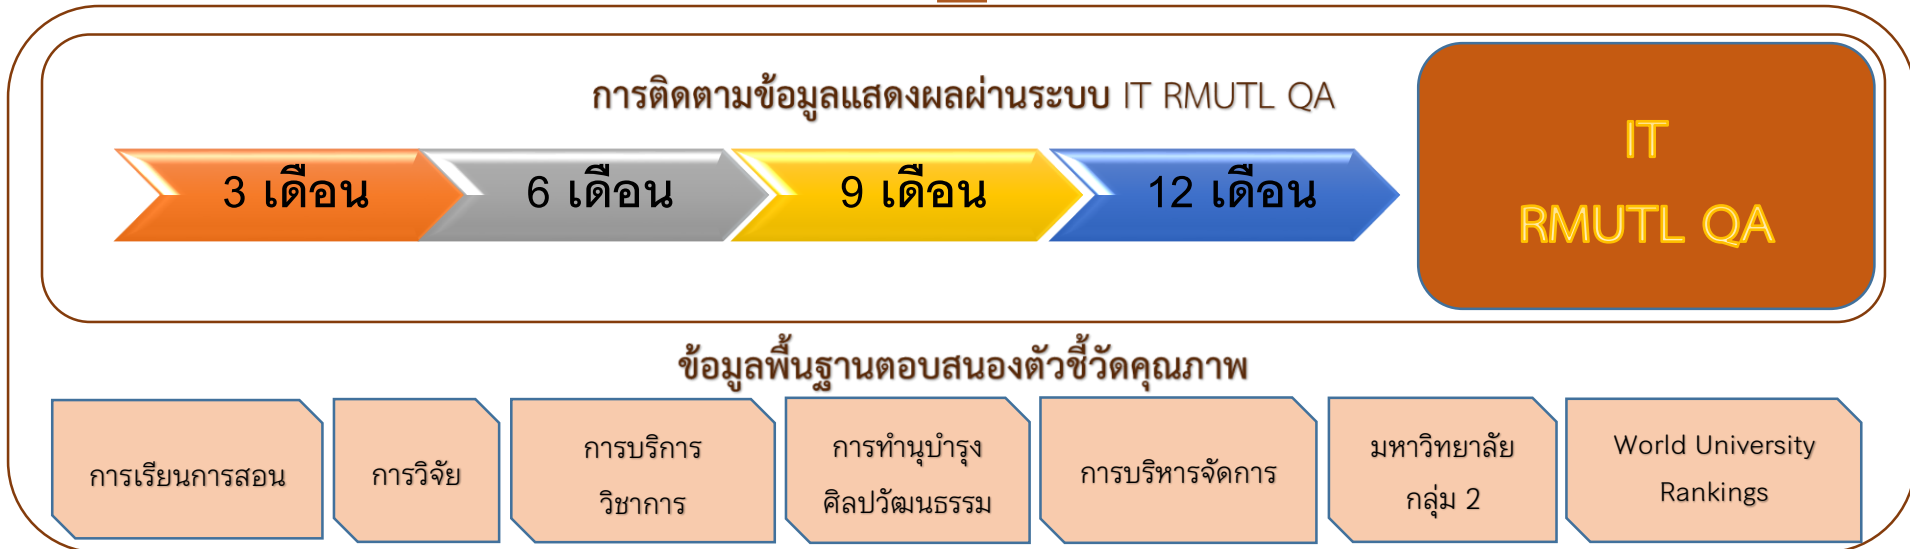 การติดตามข้อมูลแสดงผลผ่านระบบ IT RMUTL QA
3 เดือน
6 เดือน
9 เดือน
12 เดือน
IT
RMUTL QA
ข้อมูลพื้นฐานตอบสนองตัวชี้วัดคุณภาพ
การเรียนการสอน
การวิจัย
การบริการ
วิชาการ
การทำนุบำรุง
ศิลปวัฒนธรรม
การบริหารจัดการ
มหาวิทยาลัย
กลุ่ม 2
World University
Rankings